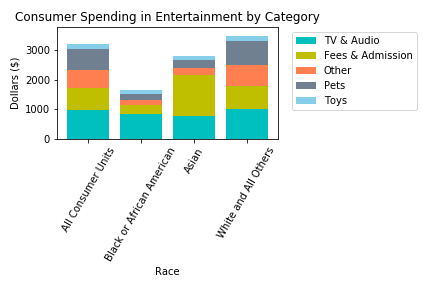 Consumer Spending in Entertainment by Category
Dollars ($)
3000
2000
1000
0
All Consumer Units
Black or African American
Asian
White and All Others
Race
TV & Audio
Fees & Admission
Other
Pets
Toys